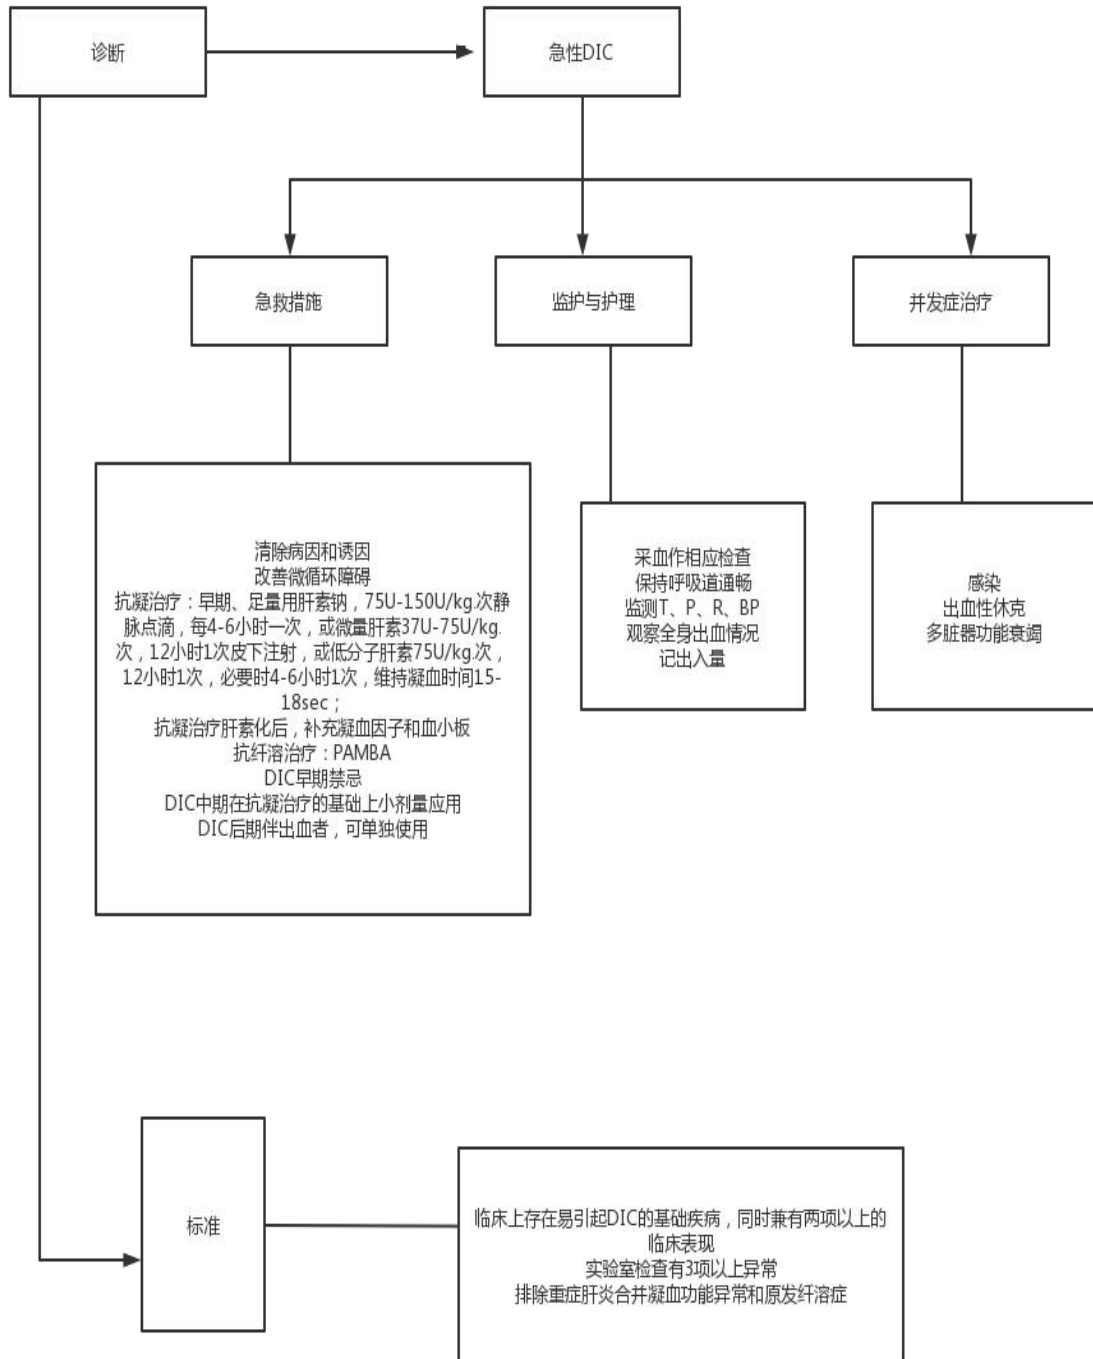 诊断
急性DIC
急救措施
监护与护理
并发症治疗
清除病因和诱因
改善微循环障碍
抗凝治疗：早期、足量用肝素钠，75U-150U/kg.次静
脉点滴，每4-6小时一次，或微量肝素37U-75U/kg.
次，12小时1次皮下注射，或低分子肝素75U/kg.次，
12小时1次，必要时4-6小时1次，维持凝血时间15-
18sec；
抗凝治疗肝素化后，补充凝血因子和血小板
抗纤溶治疗：PAMBA
DIC早期禁忌
DIC中期在抗凝治疗的基础上小剂量应用
DIC后期伴出血者，可单独使用
采血作相应检查
保持呼吸道通畅
监测T、P、R、BP
观察全身出血情况
记出入量
感染
出血性休克
多脏器功能衰竭
标准
临床上存在易引起DIC的基础疾病，同时兼有两项以上的
临床表现
实验室检查有3项以上异常
排除重症肝炎合并凝血功能异常和原发纤溶症